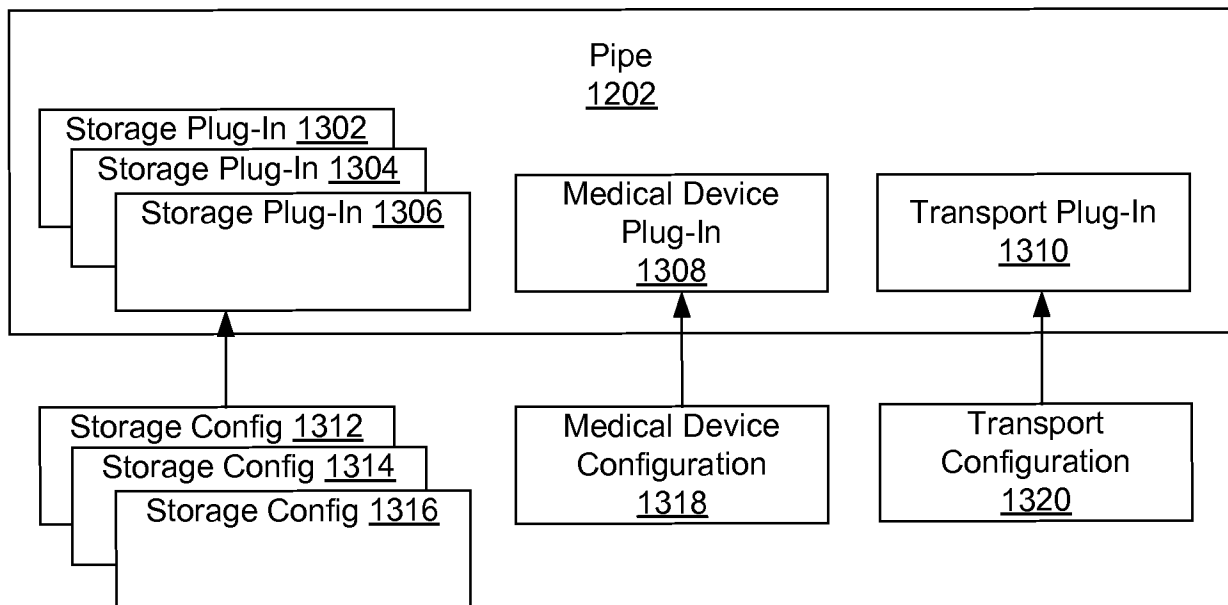 Pipe
1202
Storage Plug-In 1302
Storage Plug-In 1304
Storage Plug-In 1306
Medical Device
Plug-In
1308
Transport Plug-In
1310
Storage Config 1312
Storage Config 1314
Storage Config 1316
Medical Device
Configuration
1318
Transport
Configuration
1320